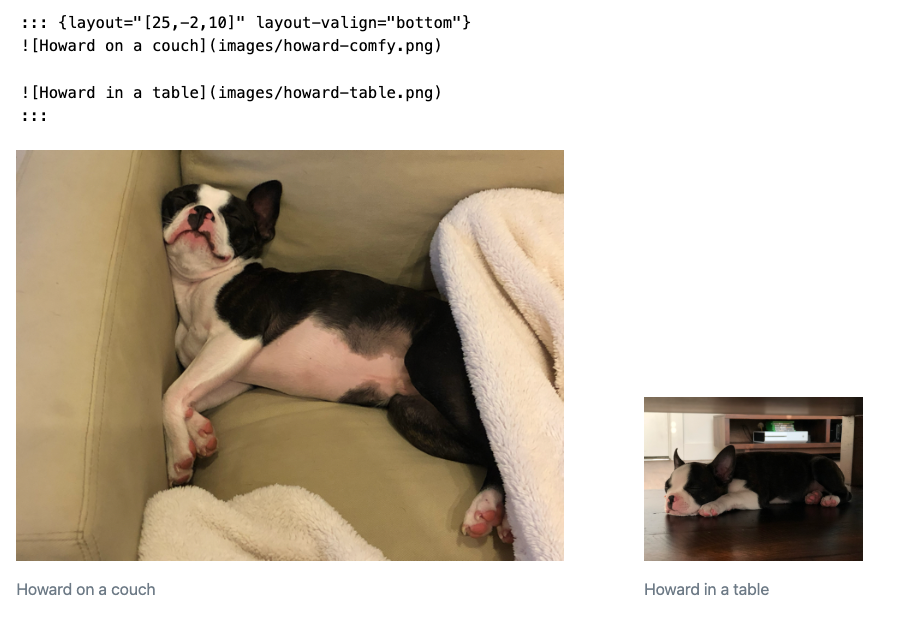 ::: {layout="[25,-2,10]" layout-valign="bottom"}
![Howard on a couch](images/howard-comfy.png)
![Howard in a table](images/howard-table.png)
:::
Howard on a couch
Howard in a table